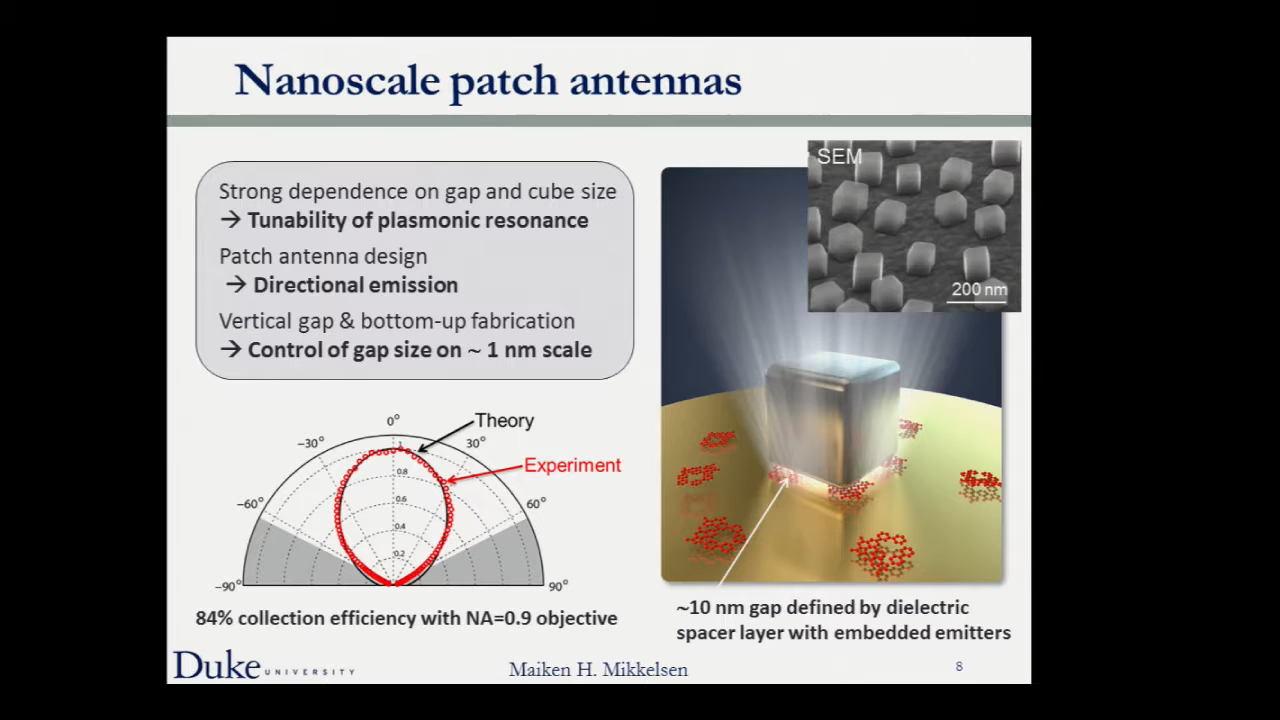 Nanoscale patch antennas
Strong dependence on gap and cube size
→ Tunability of plasmonic resonance
Patch antenna design
→ Directional emission
Vertical gap & bottom-up fabrication
→ Control of gap size on ~ 1 nm scale
SEM
200 nm
0°
Theory
−30°
30°
Experiment
−60°
60°
−90°
90°
1
0.8
0.6
0.4
0.2
84% collection efficiency with NA=0.9 objective
~10 nm gap defined by dielectric
spacer layer with embedded emitters
Duke UNIVERSITY
Maiken H. Mikkelsen
8